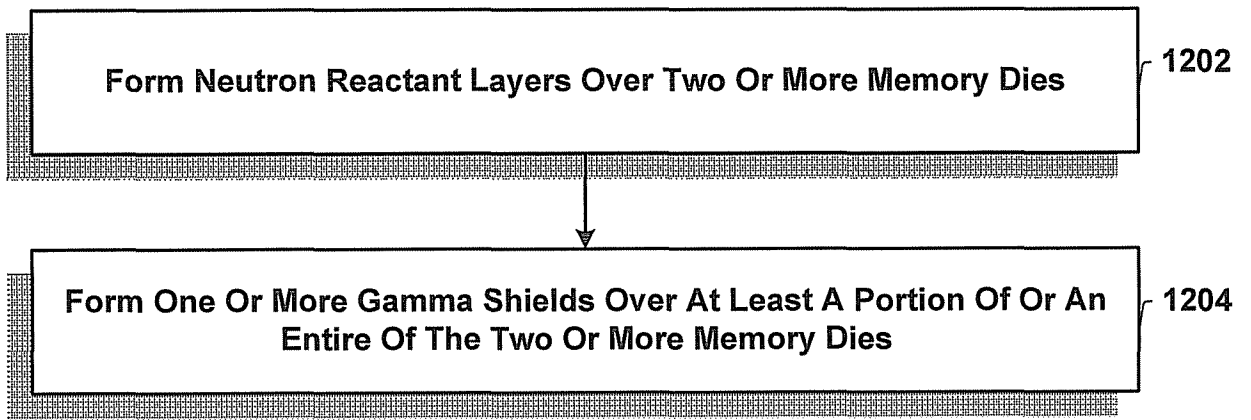 Form Neutron Reactant Layers Over Two Or More Memory Dies
1202
Form One Or More Gamma Shields Over At Least A Portion Of Or An
Entire Of The Two Or More Memory Dies
1204